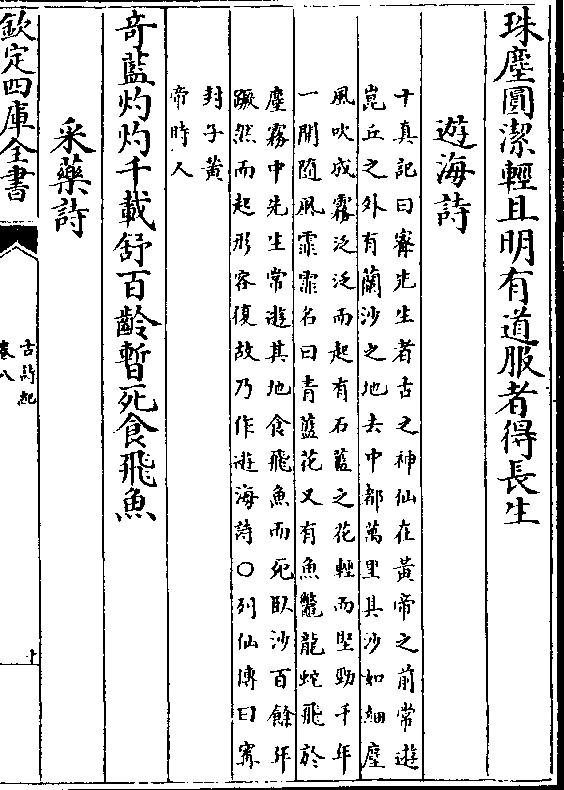 珠塵圓潔輕且明有道服者得長生
遊海詩
十真記曰寗先生者古之神仙在黃帝之前常遊
崑丘之外有蘭沙之地去中都萬里其沙如細塵
風吹成霧泛泛而起有石藍之花輕而堅勁千年
一開隨風霏霏名曰青藍花又有魚鼈龍蛇飛於
塵霧中先生常遊其地食飛魚而死臥沙百餘年
蹶然而起形容復故乃作遊海詩○列仙傳曰寗
封子黃
帝時人
奇藍灼灼千載舒百齡暫死食飛魚
采藥詩
欽定四庫全書
古詩紀
卷八